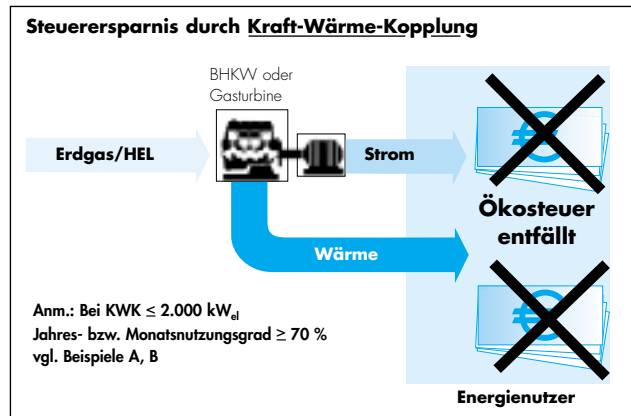 Steuerersparnis durch Kraft-Wärme-Kopplung
BHKW oder
Gasturbine
Erdgas/HEL
Strom
Ökosteuer
entfällt
Wärme
Anm.: Bei KWK ≤ 2.000 kWel
Jahres- bzw. Monatsnutzungsgrad ≥ 70 %
vgl. Beispiele A, B
Energienutzer